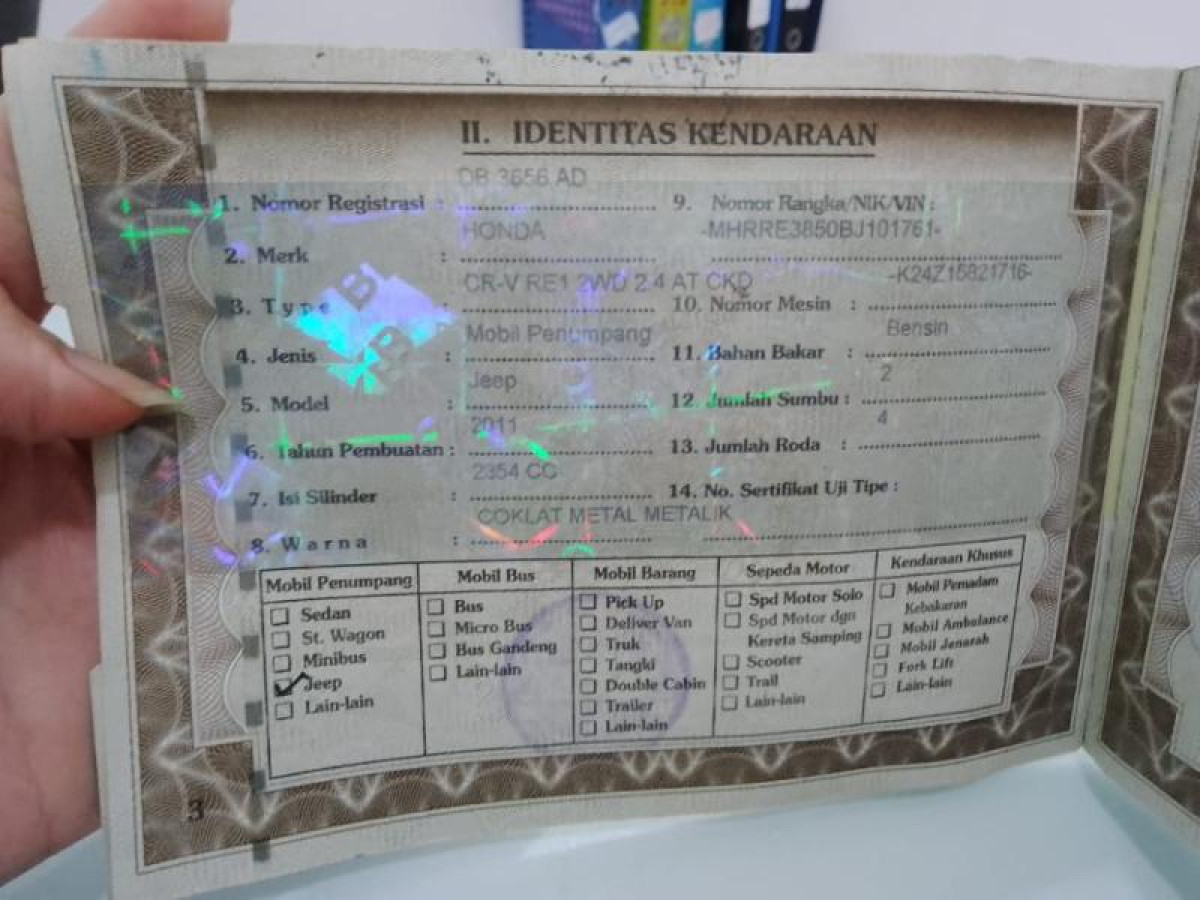 II. IDENTITAS KENDARAAN
1. Nomor Registrasi : DB 3656 AD
2. Merk : HONDA
3. Type : CR-V RE1 2WD 2.4 AT CKD
4. Jenis : Mobil Penumpang
5. Model : Jeep
6. Tahun Pembuatan : 2011
7. Isi Silinder : 2354 CC
8. Warna : COKLAT METAL METALIK
9. Nomor Rangka/NIK/VIN :
-MHRRE3850BJ101761-
10. Nomor Mesin : -K24Z15821716-
11. Bahan Bakar : Bensin
12. Jumlah Sumbu : 2
13. Jumlah Roda : 4
14. No. Sertifikat Uji Tipe :
Mobil Penumpang
Sedan
St. Wagon
Minibus
Jeep
Lain-lain
Mobil Bus
Bus
Micro Bus
Bus Gandeng
Lain-lain
Mobil Barang
Pick Up
Deliver Van
Truk
Tangki
Double Cabin
Trailer
Lain-lain
Sepeda Motor
Spd Motor Solo
Spd Motor dgn
Kereta Samping
Scooter
Trail
Lain-lain
Kendaraan Khusus
Mobil Pemadam
Kebakaran
Mobil Ambulance
Mobil Jenazah
Fork Lift
Lain-lain
3